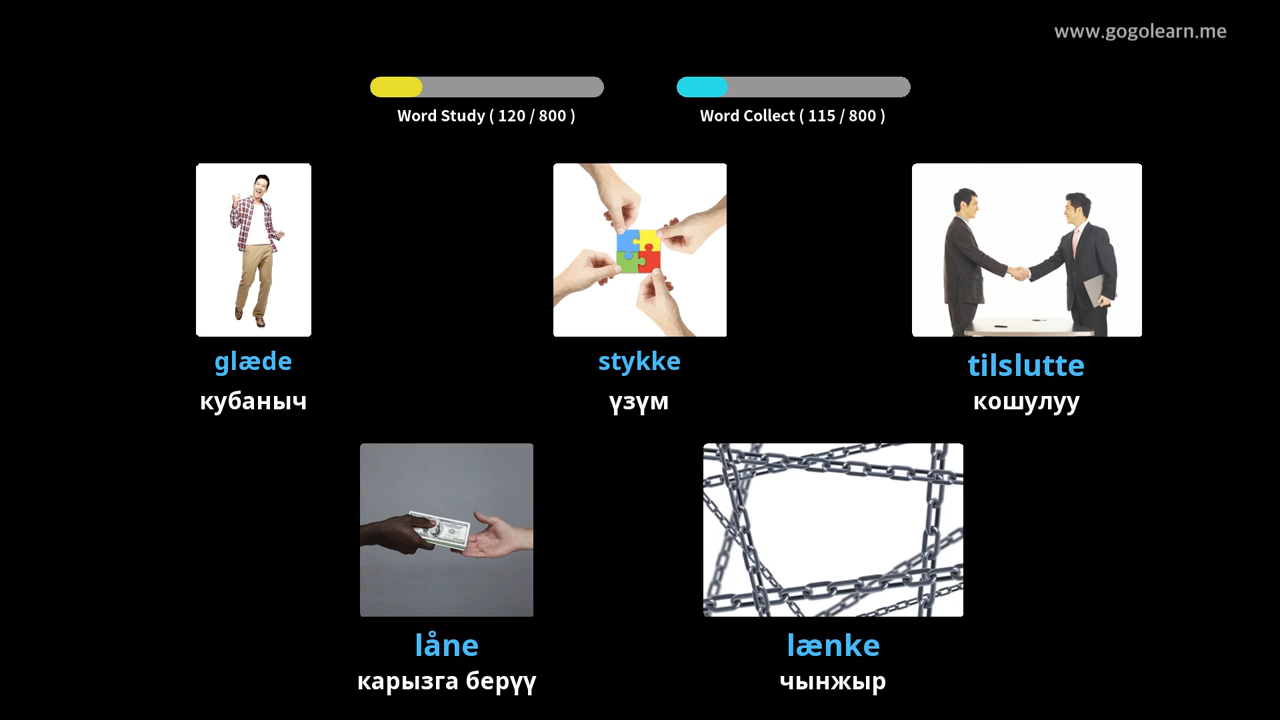 www.gogolearn.me
Word Study ( 120 / 800 )
Word Collect ( 115 / 800 )
glæde
кубаныч
stykke
үзүм
tilslutte
кошулуу
låne
карызга берүү
lænke
чынжыр